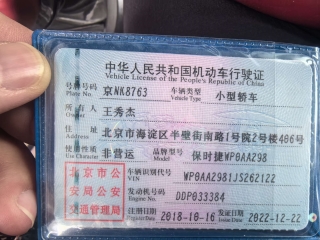 中华人民共和国机动车行驶证
Vehicle License of the People's Republic of China
号牌号码 京NK8763 车辆类型 小型轿车
Plate No. Vehicle Type
所有人 王秀杰
Owner
住址 北京市海淀区半壁街南路1号院2号楼486号
Address
使用性质 非营运 品牌型号 保时捷WP0AA298
Use Character Model
北京市公安局公安交通管理局
车辆识别代号 WP0AA2981JS262122
VIN
发动机号码 DDP033384
Engine No.
注册日期 2018-10-16 发证日期 2022-12-22
Register Date Issue Date